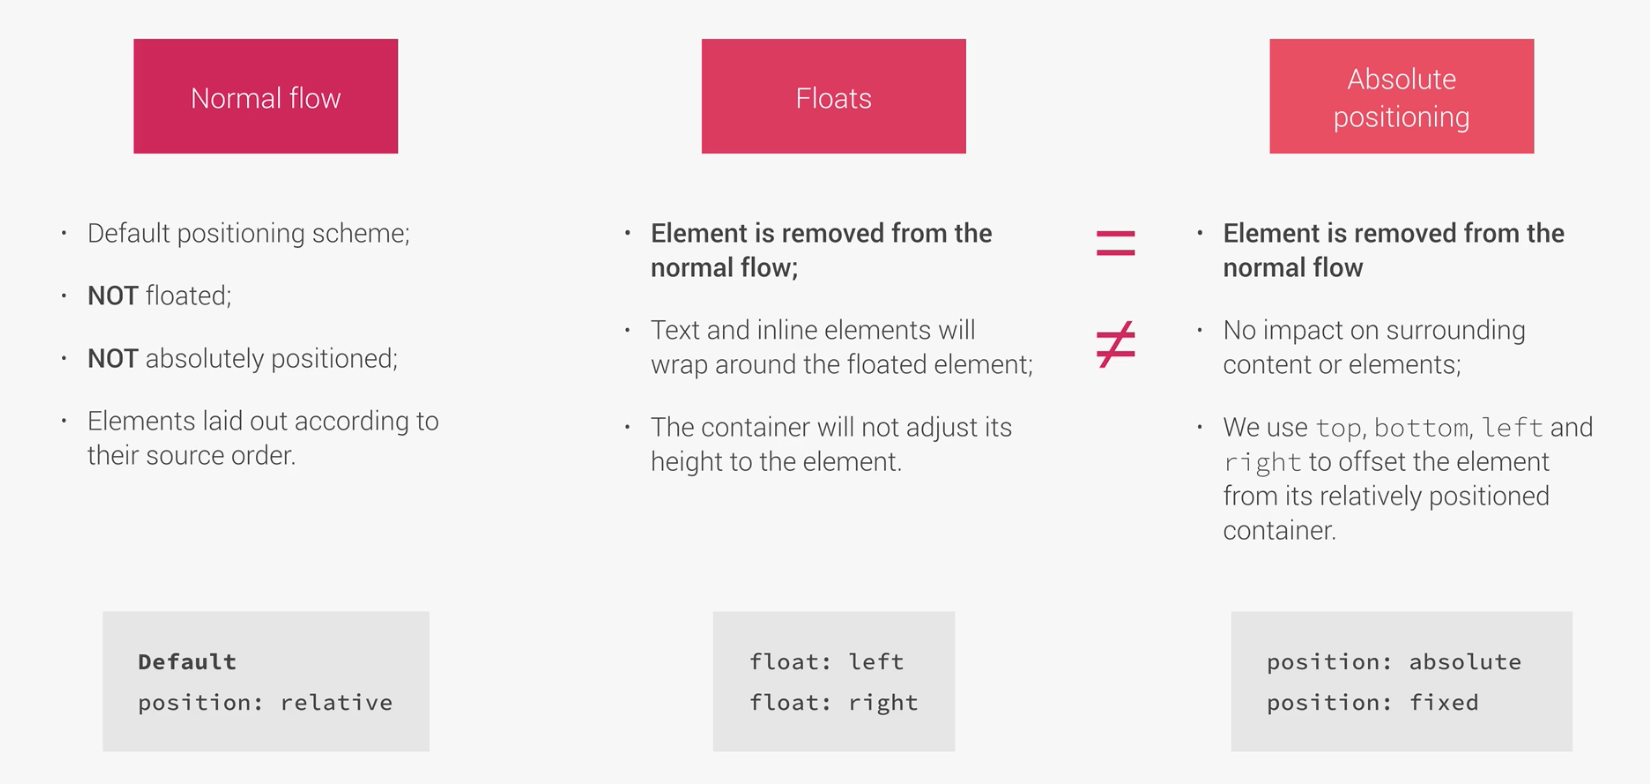 Normal flow
• Default positioning scheme;
• NOT floated;
• NOT absolutely positioned;
• Elements laid out according to
their source order.
Default
position: relative
Floats
• Element is removed from the
normal flow;
• Text and inline elements will
wrap around the floated element;
• The container will not adjust its
height to the element.
float: left
float: right
=
≠
Absolute
positioning
• Element is removed from the
normal flow
• No impact on surrounding
content or elements;
• We use top, bottom, left and
right to offset the element
from its relatively positioned
container.
position: absolute
position: fixed